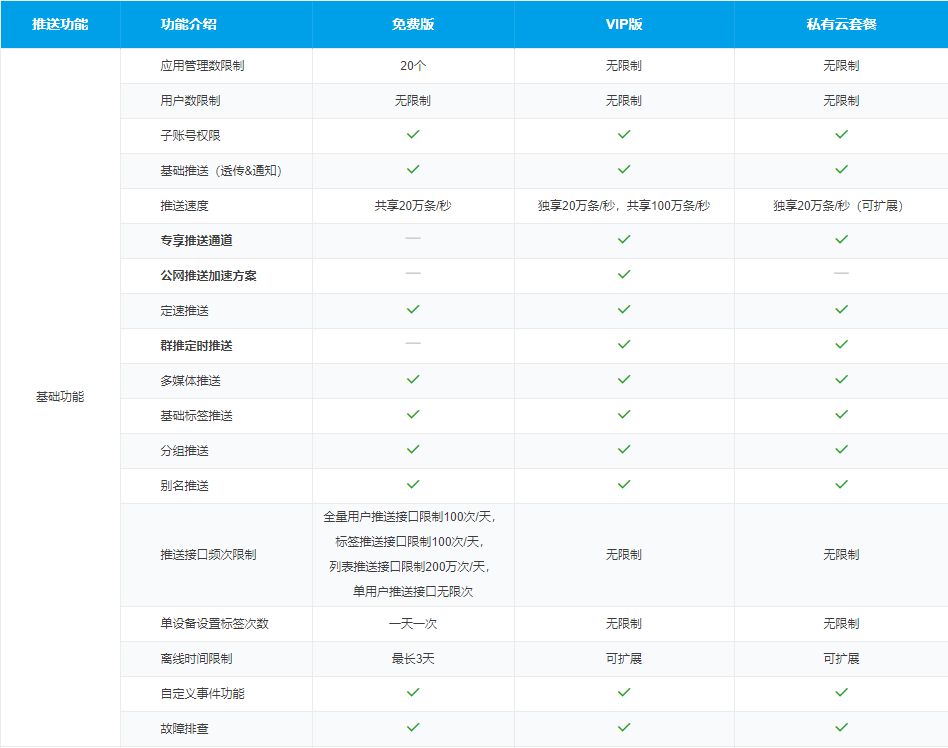 推送功能 功能介绍 免费版 VIP版 私有云套餐
应用管理数限制 20个 无限制 无限制
用户数限制 无限制 无限制 无限制
子账号权限 ✓ ✓ ✓
基础推送（透传&通知） ✓ ✓ ✓
推送速度 共享20万条/秒 独享20万条/秒，共享100万条/秒 独享20万条/秒（可扩展）
专享推送通道 — ✓ ✓
公网推送加速方案 — ✓ —
定速推送 ✓ ✓ ✓
群推定时推送 — ✓ ✓
多媒体推送 ✓ ✓ ✓
基础功能
基础标签推送 ✓ ✓ ✓
分组推送 ✓ ✓ ✓
别名推送 ✓ ✓ ✓
全量用户推送接口限制100次/天，
标签推送接口限制100次/天，
推送接口频次限制 无限制 无限制
列表推送接口限制200万次/天，
单用户推送接口无限次
单设备设置标签次数 一天一次 无限制 无限制
离线时间限制 最长3天 可扩展 可扩展
自定义事件功能 ✓ ✓ ✓
故障排查 ✓ ✓ ✓